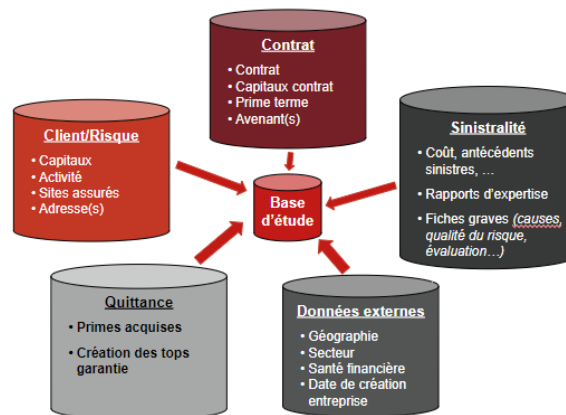 Contrat
• Contrat
• Capitaux contrat
• Prime terme
• Avenant(s)
Client/Risque
• Capitaux
• Activité
• Sites assurés
• Adresse(s)
Sinistralité
• Coût, antécédents
sinistres, …
• Rapports d'expertise
• Fiches graves (causes,
qualité du risque,
évaluation…)
Base
d'étude
Quittance
• Primes acquises
• Création des tops
garantie
Données externes
• Géographie
• Secteur
• Santé financière
• Date de création
entreprise